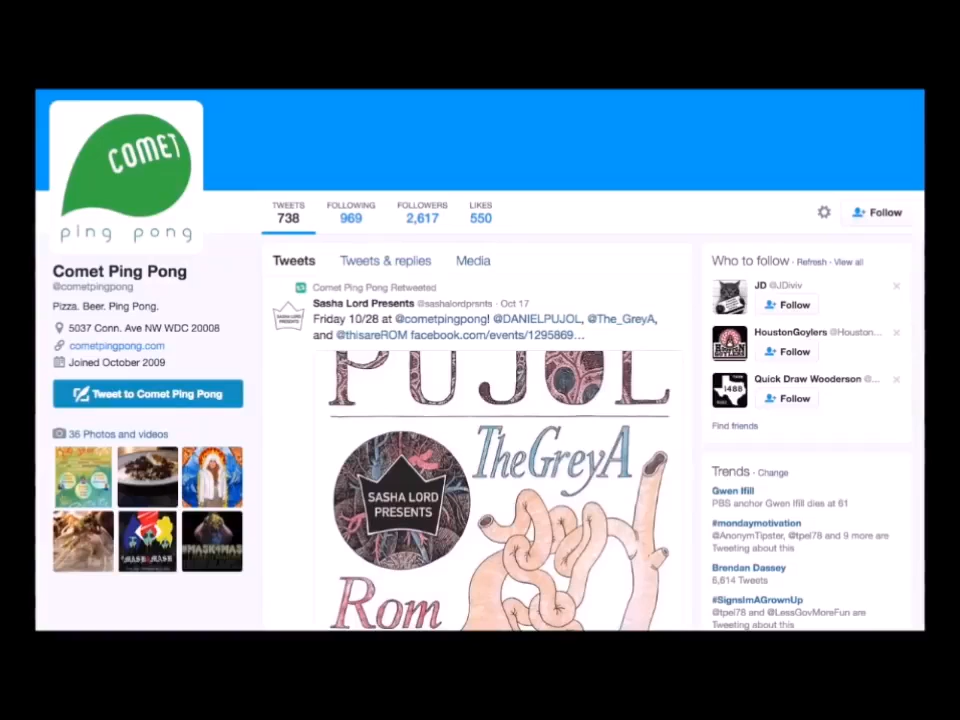 COMET
ping pong
TWEETS
738
FOLLOWING
969
FOLLOWERS
2,617
LIKES
550
Follow
Comet Ping Pong
@cometpingpong
Pizza. Beer. Ping Pong.
5037 Conn. Ave NW WDC 20008
cometpingpong.com
Joined October 2009
Tweet to Comet Ping Pong
36 Photos and videos
Tweets Tweets & replies Media
Comet Ping Pong Retweeted
Sasha Lord Presents @sashalordprsnts · Oct 17
Friday 10/28 at @cometpingpong! @DANIELPUJOL, @The_GreyA,
and @thisareROM facebook.com/events/1295869…
SASHA LORD
PRESENTS
PUJOL
The GreyA
SASHA LORD
PRESENTS
Rom
Who to follow · Refresh · View all
JD @JDiviv
Follow
HoustonGoylers @Houston...
Follow
Quick Draw Wooderson @...
1488
Follow
Find friends
Trends · Change
Gwen Ifill
PBS anchor Gwen Ifill dies at 61
#mondaymotivation
@AnonymTipster, @tpel78 and 9 more are
Tweeting about this
Brendan Dassey
6,614 Tweets
#SignsImAGrownUp
@tpel78 and @LessGovMoreFun are
Tweeting about this